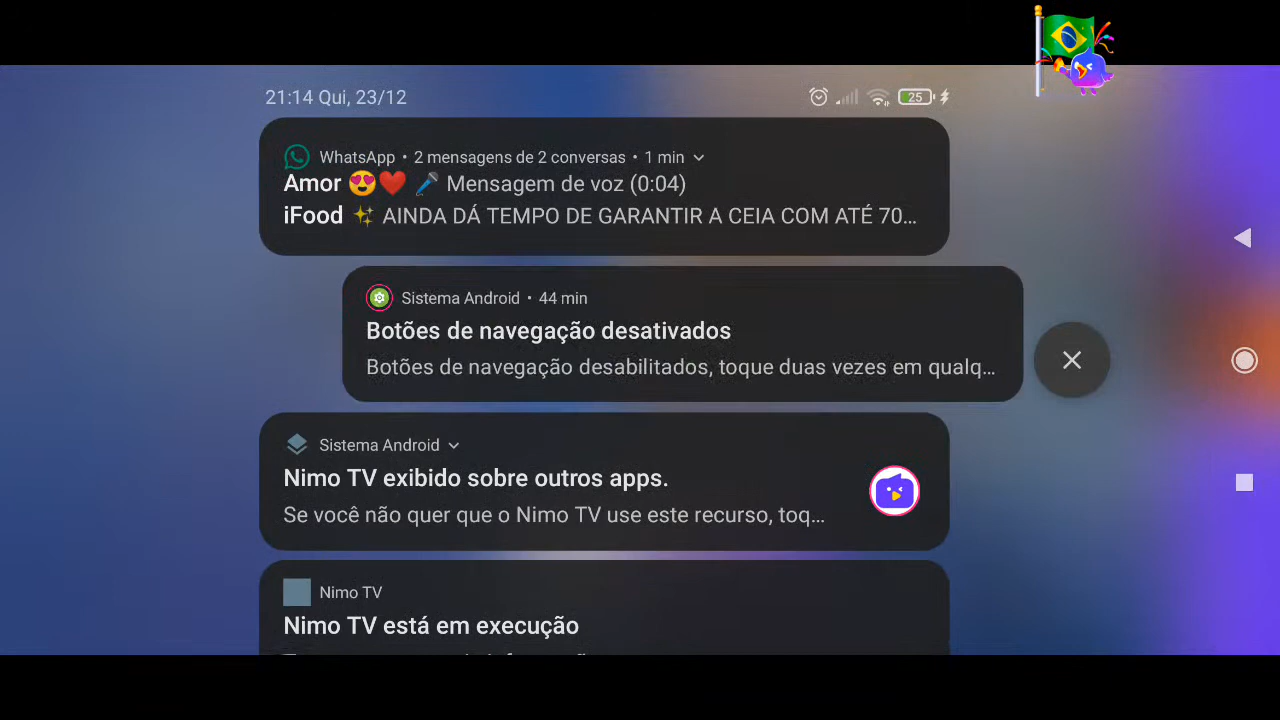 21:14 Qui, 23/12
25
WhatsApp • 2 mensagens de 2 conversas • 1 min
Amor 😍❤️ 🎤 Mensagem de voz (0:04)
iFood ✨ AINDA DÁ TEMPO DE GARANTIR A CEIA COM ATÉ 70...
Sistema Android • 44 min
Botões de navegação desativados
Botões de navegação desabilitados, toque duas vezes em qualq...
Sistema Android
Nimo TV exibido sobre outros apps.
Se você não quer que o Nimo TV use este recurso, toq...
Nimo TV
Nimo TV está em execução